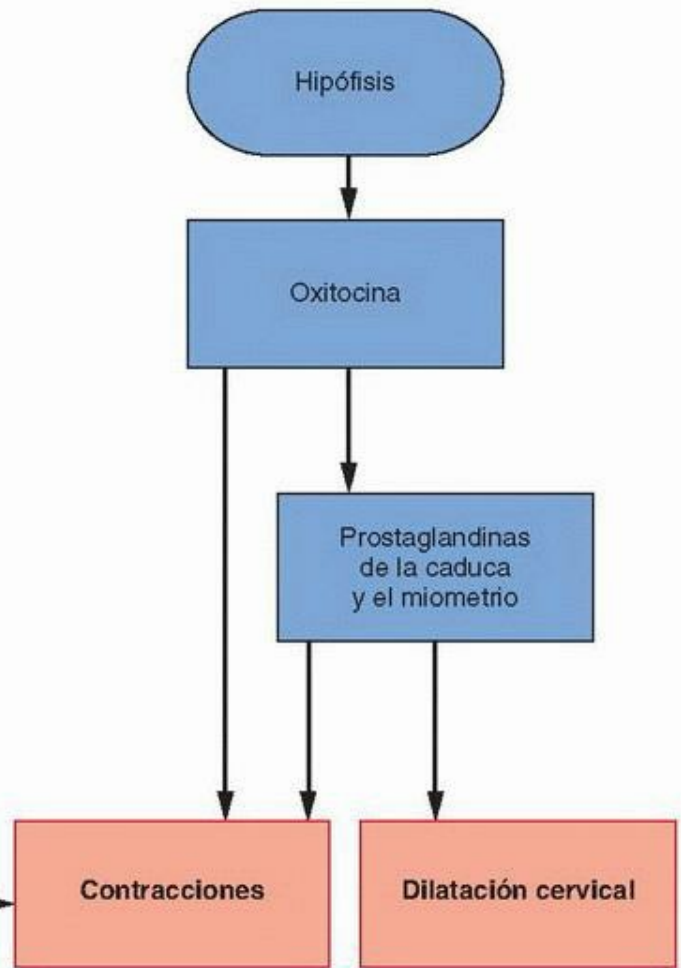 Hipófisis
Oxitocina
Prostaglandinas
de la caduca
y el miometrio
Contracciones
Dilatación cervical